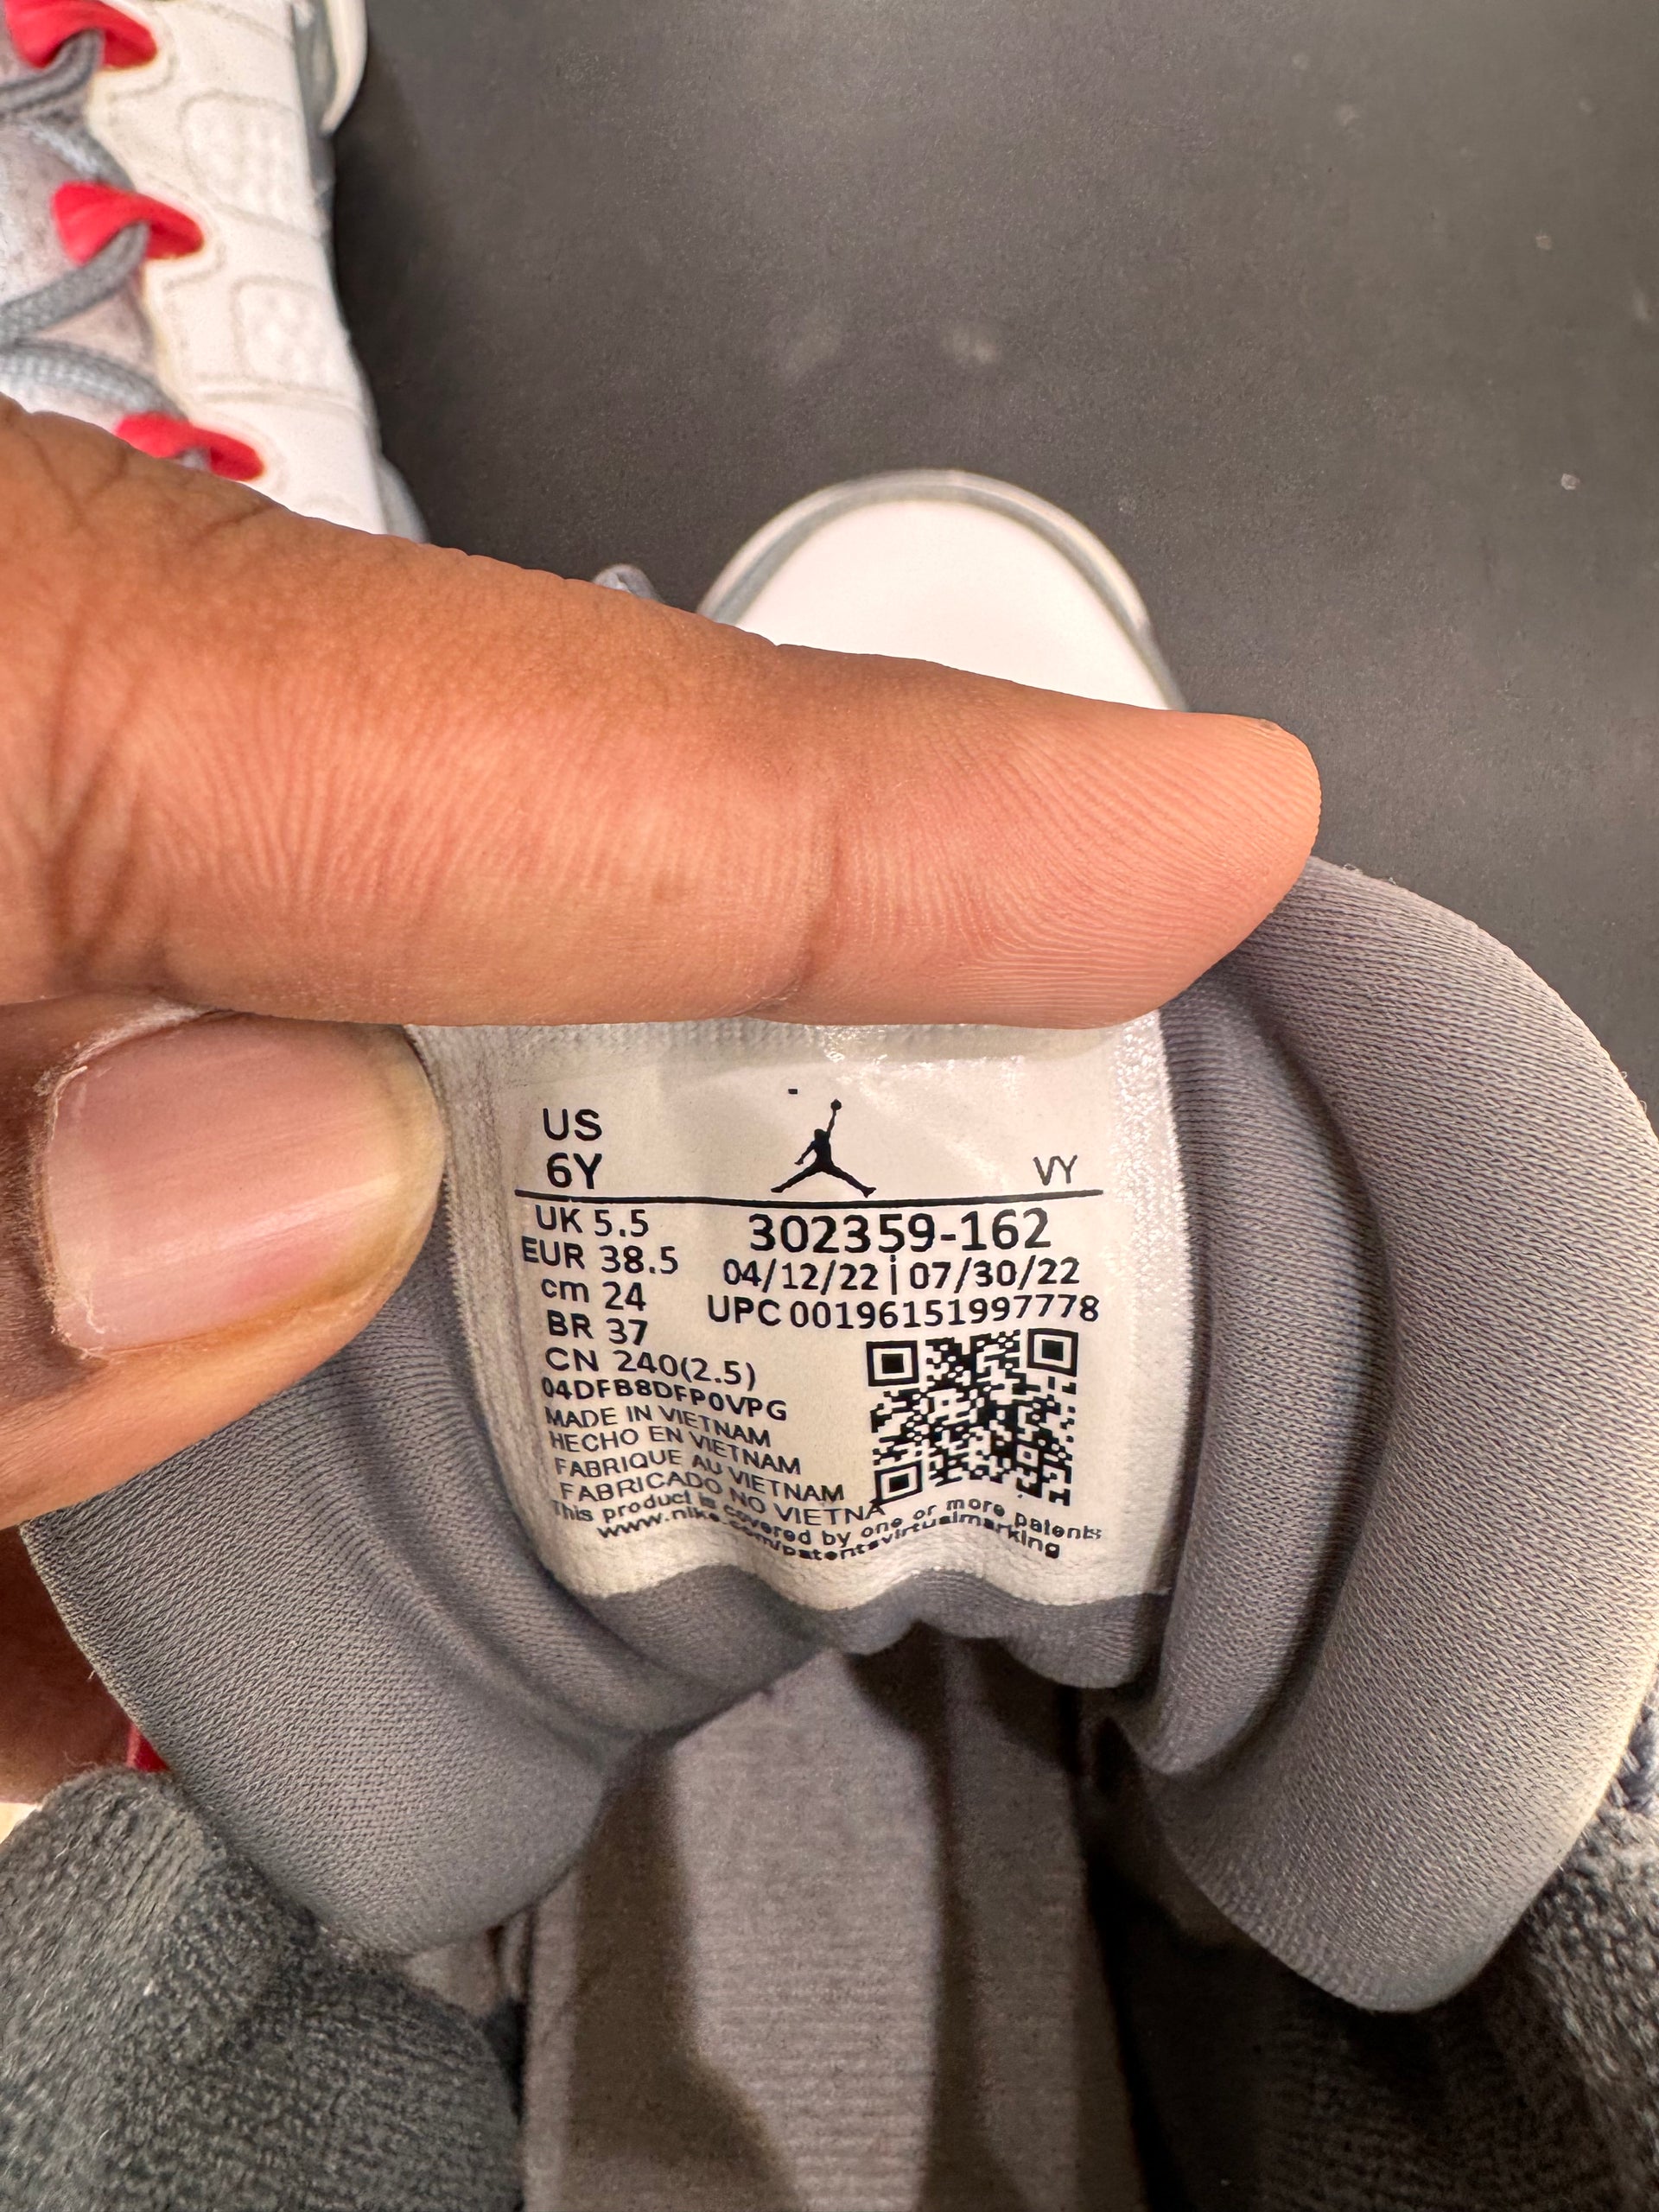 US
6Y
VY
UK 5.5
EUR 38.5
cm 24
BR 37
CN 240(2.5)
302359-162
04/12/22 | 07/30/22
UPC 00196151997778
04DFB8DFP0VPG
MADE IN VIETNAM
HECHO EN VIETNAM
FABRIQUE AU VIETNAM
FABRICADO NO VIETNA
This product is covered by one or more patents
www.nike.com/patentsvirtualmarking